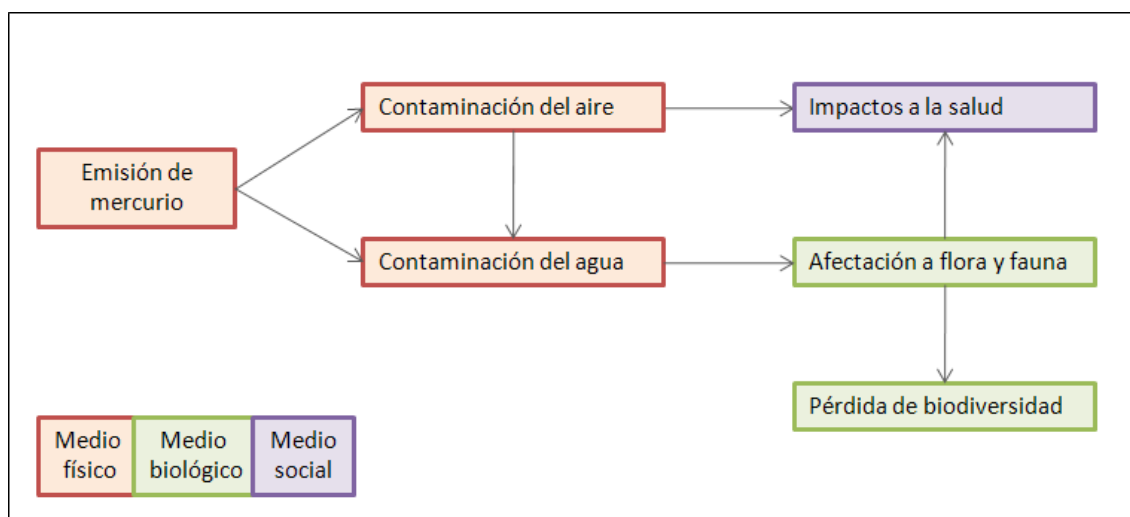 Contaminación del aire
Impactos a la salud
Emisión de
mercurio
Contaminación del agua
Afectación a flora y fauna
Pérdida de biodiversidad
Medio
físico
Medio
biológico
Medio
social